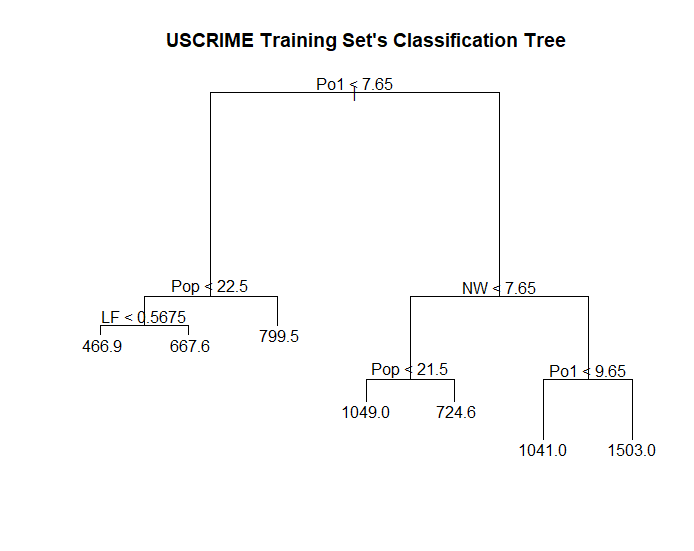 USCRIME Training Set's Classification Tree
Po1 < 7.65
Pop < 22.5
NW < 7.65
LF < 0.5675
466.9
667.6
799.5
Pop < 21.5
Po1 < 9.65
1049.0
724.6
1041.0
1503.0